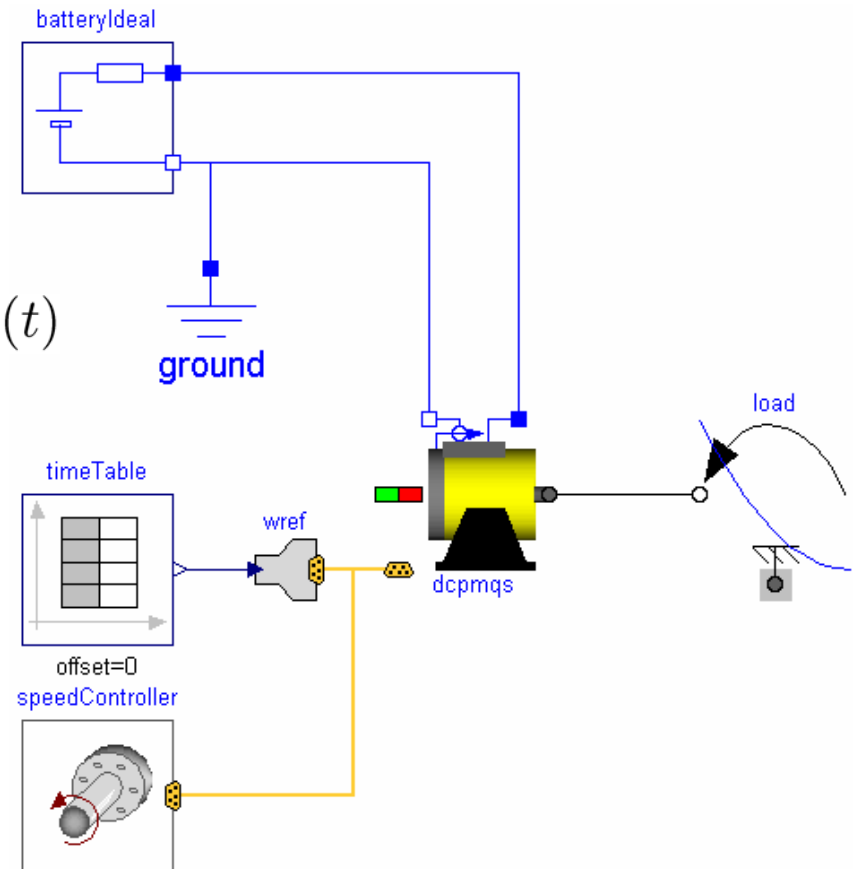 batteryIdeal
(t)
ground
load
timeTable
wref
dcpmqs
offset=0
speedController